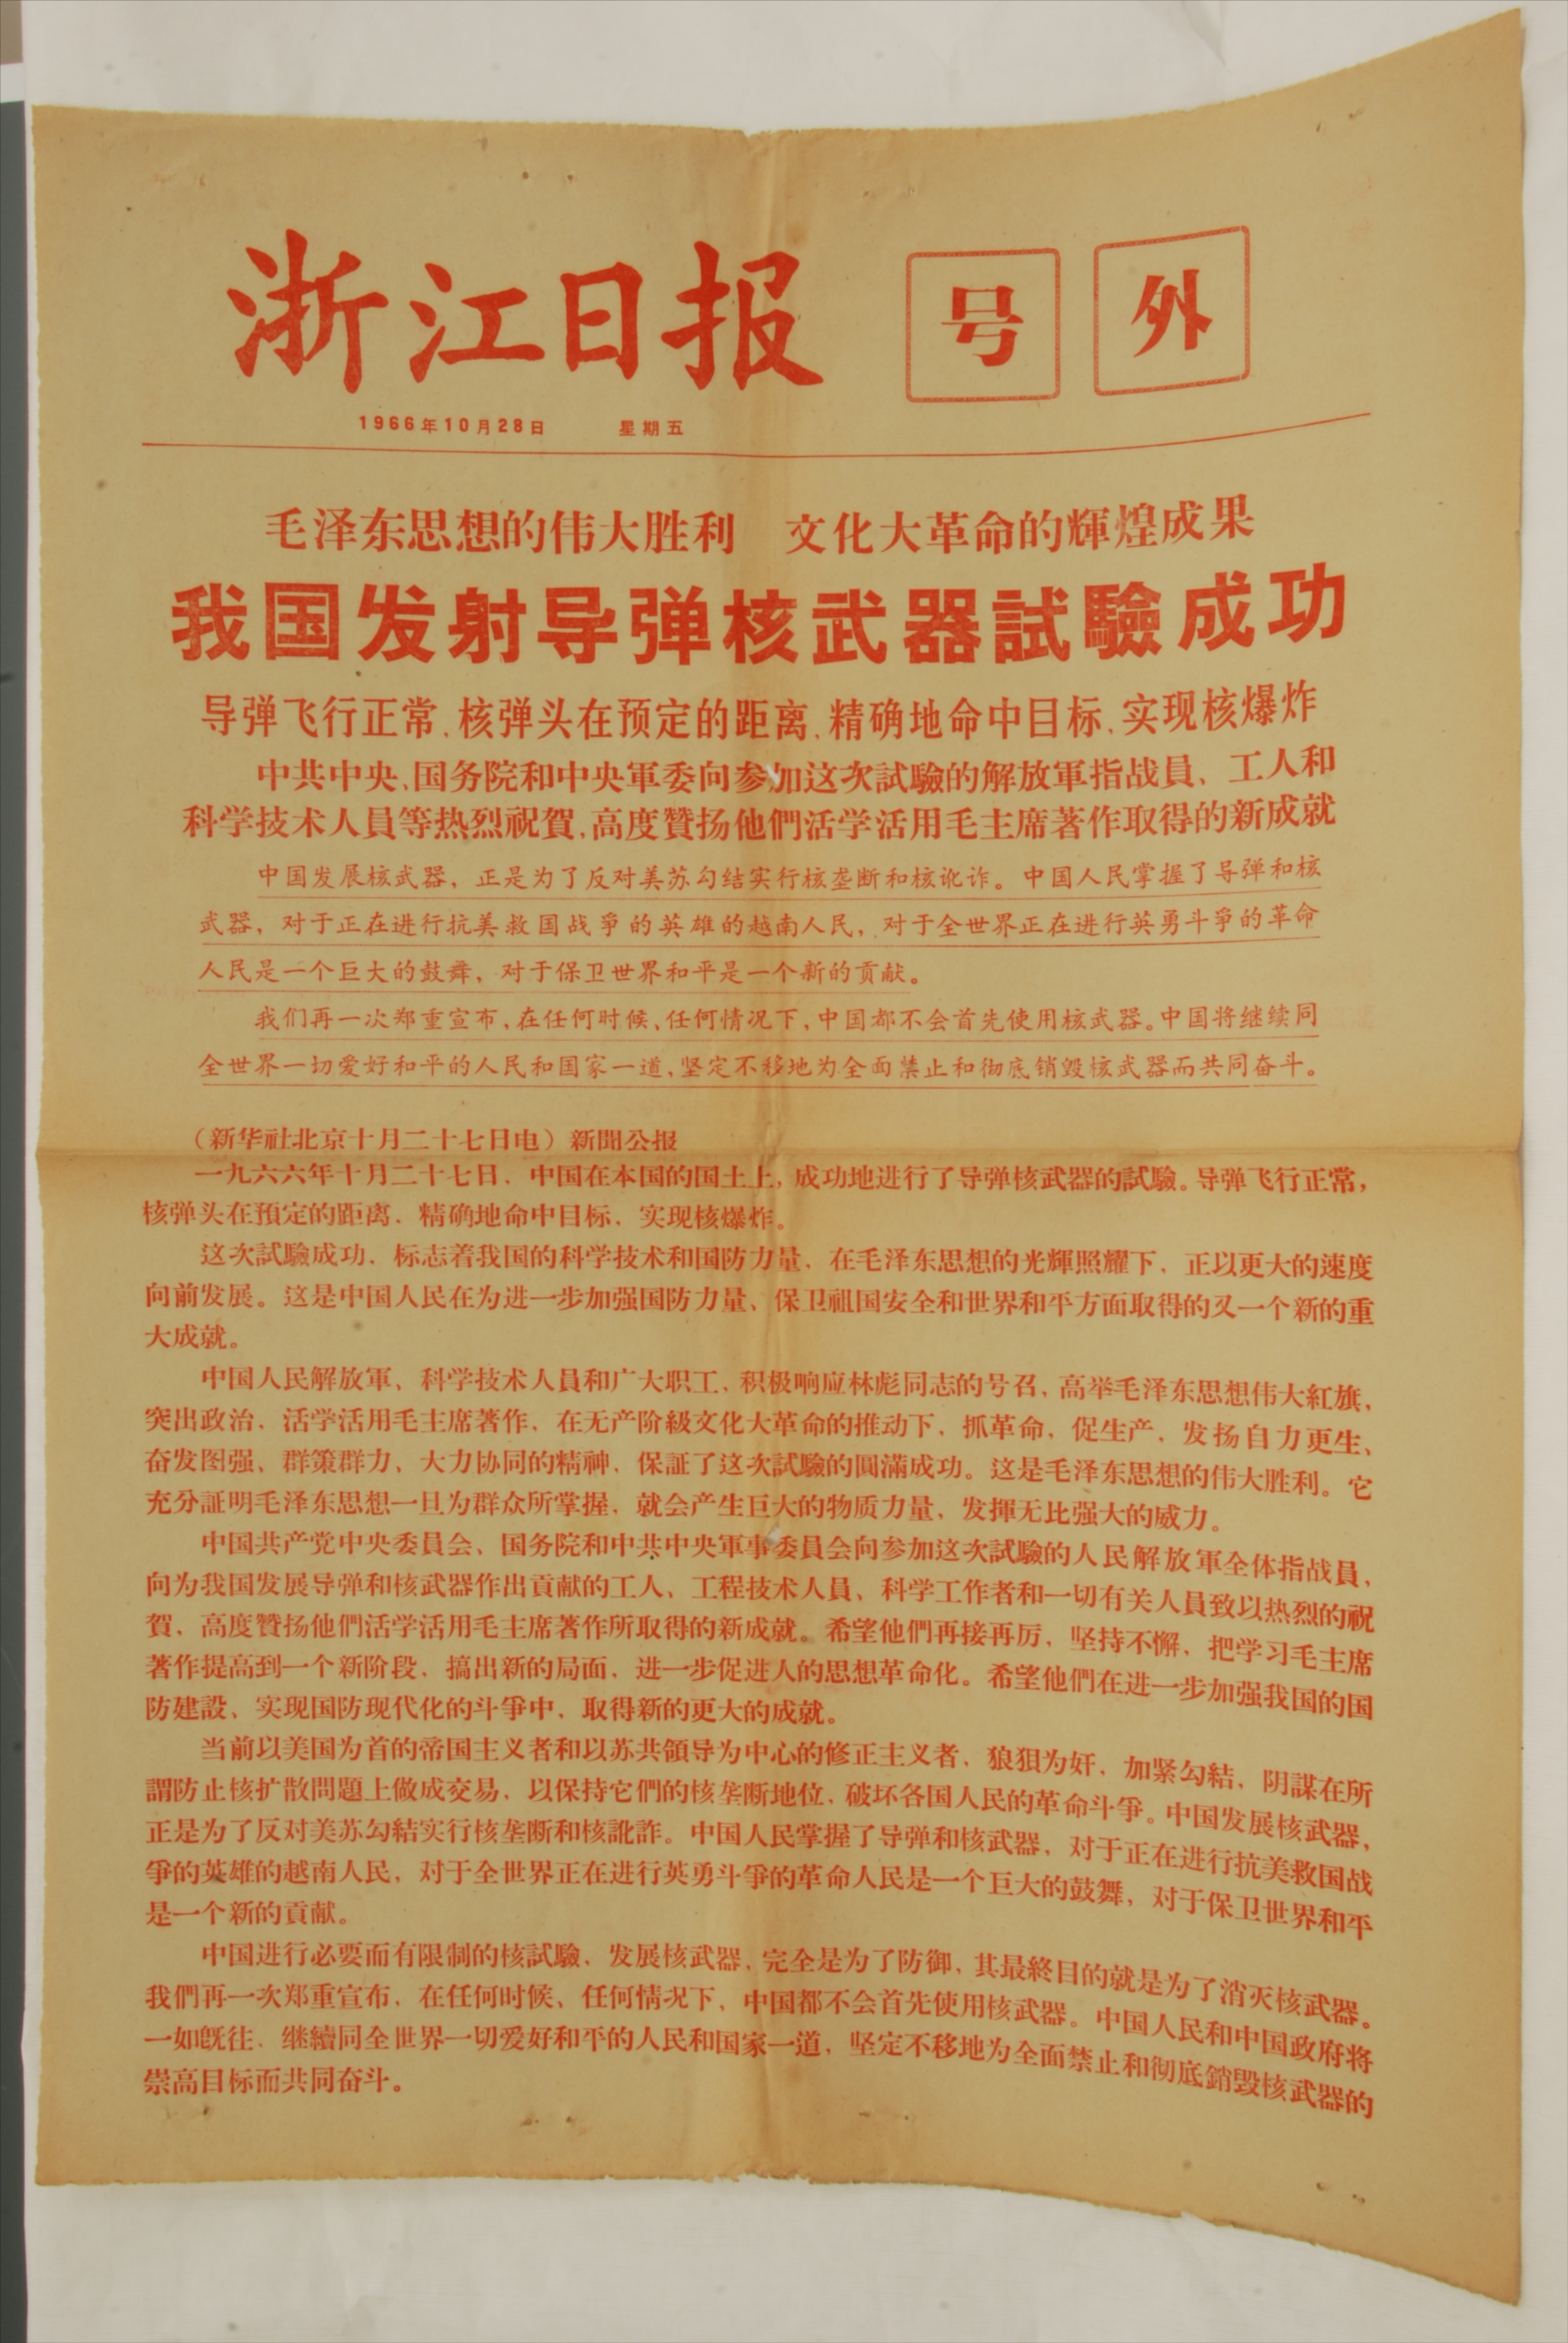 浙江日报
号外
1966年10月28日 星期五
毛泽东思想的伟大胜利 文化大革命的輝煌成果
我国发射导弹核武器試驗成功
导弹飞行正常、核弹头在预定的距离、精确地命中目标、实现核爆炸
中共中央、国务院和中央軍委向参加这次試驗的解放軍指战員、工人和
科学技术人員等热烈祝賀,高度贊扬他們活学活用毛主席著作取得的新成就
中国发展核武器，正是为了反对美苏勾结实行核垄断和核讹诈。中国人民掌握了导弹和核
武器，对于正在进行抗美救国战爭的英雄的越南人民，对于全世界正在进行英勇斗爭的革命
人民是一个巨大的鼓舞，对于保卫世界和平是一个新的贡献。
我们再一次郑重宣布，在任何时候、任何情况下，中国都不会首先使用核武器。中国将继续同
全世界一切爱好和平的人民和国家一道，坚定不移地为全面禁止和彻底销毁核武器而共同奋斗。
（新华社北京十月二十七日电）新聞公报
一九六六年十月二十七日，中国在本国的国土上，成功地进行了导弹核武器的試驗。导弹飞行正常，
核弹头在預定的距离，精确地命中目标，实现核爆炸。
这次試驗成功，标志着我国的科学技术和国防力量，在毛泽东思想的光輝照耀下，正以更大的速度
向前发展。这是中国人民在为进一步加强国防力量、保卫祖国安全和世界和平方面取得的又一个新的重
大成就。
中国人民解放軍、科学技术人員和广大职工，积极响应林彪同志的号召，高举毛泽东思想伟大紅旗，
突出政治，活学活用毛主席著作，在无产阶級文化大革命的推动下，抓革命，促生产，发扬自力更生、
奋发图强、群策群力、大力协同的精神，保証了这次試驗的圓滿成功。这是毛泽东思想的伟大胜利。它
充分証明毛泽东思想一旦为群众所掌握，就会产生巨大的物质力量，发揮无比强大的威力。
中国共产党中央委員会、国务院和中共中央軍事委員会向参加这次試驗的人民解放軍全体指战員，
向为我国发展导弹和核武器作出貢献的工人、工程技术人員、科学工作者和一切有关人員致以热烈的祝
賀，高度贊扬他們活学活用毛主席著作所取得的新成就。希望他們再接再厉，坚持不懈，把学习毛主席
著作提高到一个新阶段，搞出新的局面，进一步促进人的思想革命化。希望他們在进一步加强我国的国
防建設、实现国防现代化的斗爭中，取得新的更大的成就。
当前以美国为首的帝国主义者和以苏共領导为中心的修正主义者，狼狽为奸，加紧勾結，阴謀在所
謂防止核扩散問題上做成交易，以保持它們的核垄断地位，破坏各国人民的革命斗爭。中国发展核武器，
正是为了反对美苏勾結实行核垄断和核訛詐。中国人民掌握了导弹和核武器，对于正在进行抗美救国战
爭的英雄的越南人民，对于全世界正在进行英勇斗爭的革命人民是一个巨大的鼓舞，对于保卫世界和平
是一个新的貢献。
中国进行必要而有限制的核試驗，发展核武器，完全是为了防御，其最終目的就是为了消灭核武器。
我們再一次郑重宣布，在任何时候、任何情况下，中国都不会首先使用核武器。中国人民和中国政府将
一如旣往，继續同全世界一切爱好和平的人民和国家一道，坚定不移地为全面禁止和彻底銷毀核武器的
崇高目标而共同奋斗。